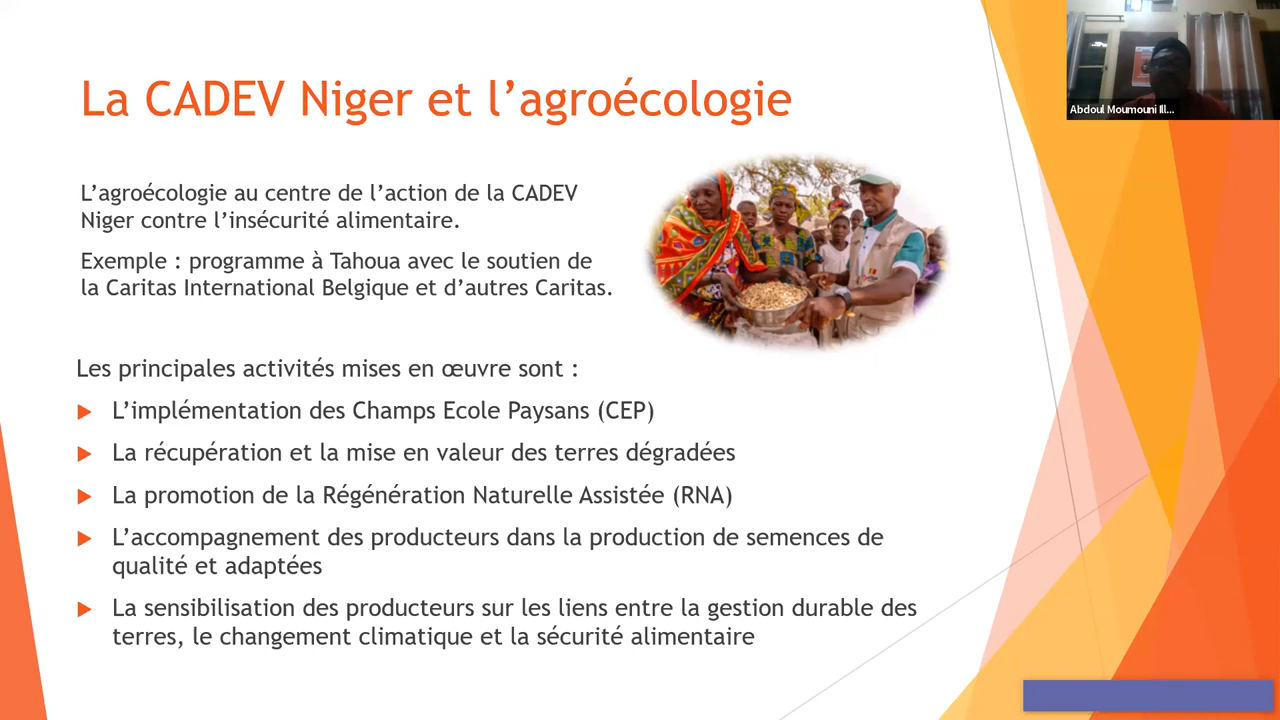 La CADEV Niger et l’agroécologie
L’agroécologie au centre de l’action de la CADEV
Niger contre l’insécurité alimentaire.
Exemple : programme à Tahoua avec le soutien de
la Caritas International Belgique et d’autres Caritas.
Les principales activités mises en œuvre sont :
L’implémentation des Champs Ecole Paysans (CEP)
La récupération et la mise en valeur des terres dégradées
La promotion de la Régénération Naturelle Assistée (RNA)
L’accompagnement des producteurs dans la production de semences de
qualité et adaptées
La sensibilisation des producteurs sur les liens entre la gestion durable des
terres, le changement climatique et la sécurité alimentaire
Abdoul Moumouni Ill...